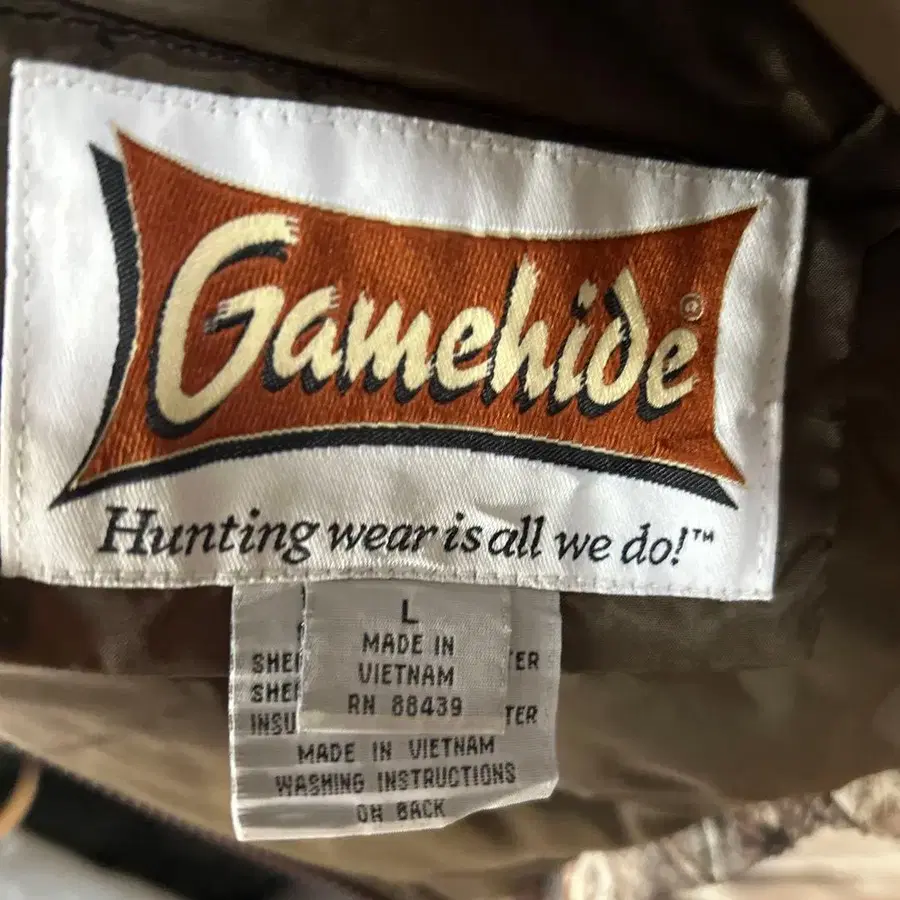 Gamehide®
Hunting wear is all we do!™
L
MADE IN
VIETNAM
RN 88439
MADE IN VIETNAM
WASHING INSTRUCTIONS
ON BACK